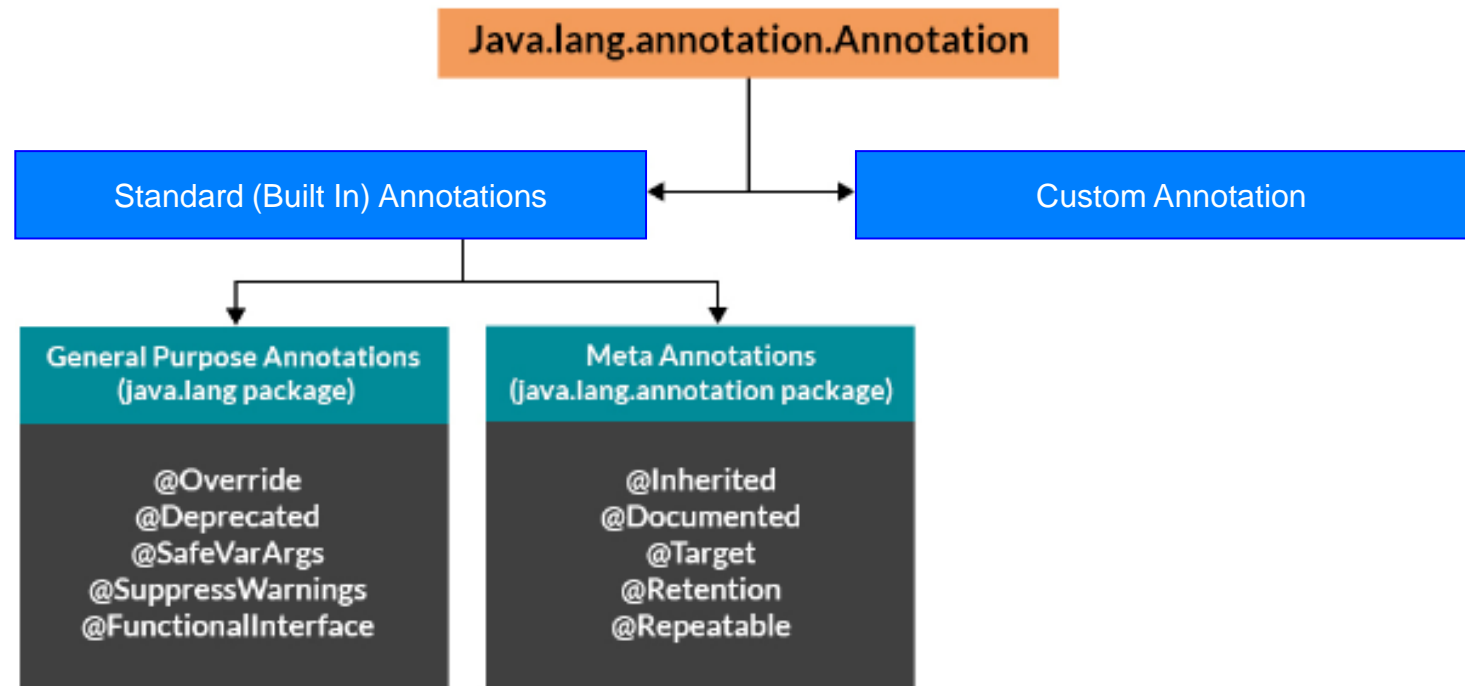 Java.lang.annotation.Annotation
Standard (Built In) Annotations
Custom Annotation
General Purpose Annotations
(java.lang package)
@Override
@Deprecated
@SafeVarArgs
@SuppressWarnings
@FunctionalInterface
Meta Annotations
(java.lang.annotation package)
@Inherited
@Documented
@Target
@Retention
@Repeatable